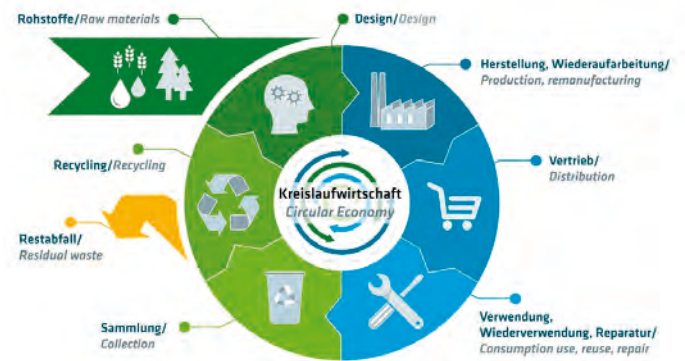 Rohstoffe/Raw materials
Design/Design
Herstellung, Wiederaufarbeitung/
Production, remanufacturing
Recycling/Recycling
Vertrieb/
Distribution
Kreislaufwirtschaft
Circular Economy
Restabfall/
Residual waste
Sammlung/
Collection
Verwendung,
Wiederverwendung, Reparatur/
Consumption use, reuse, repair